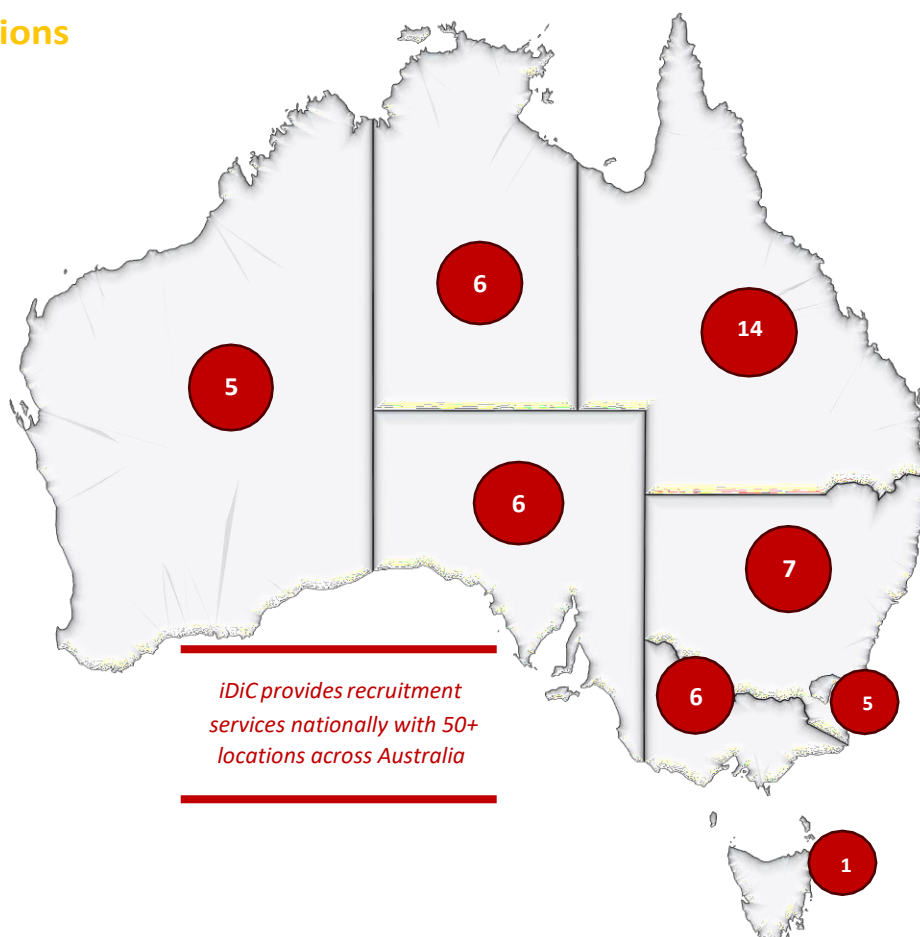 ions
6
14
5
6
7
6
5
iDiC provides recruitment
services nationally with 50+
locations across Australia
1